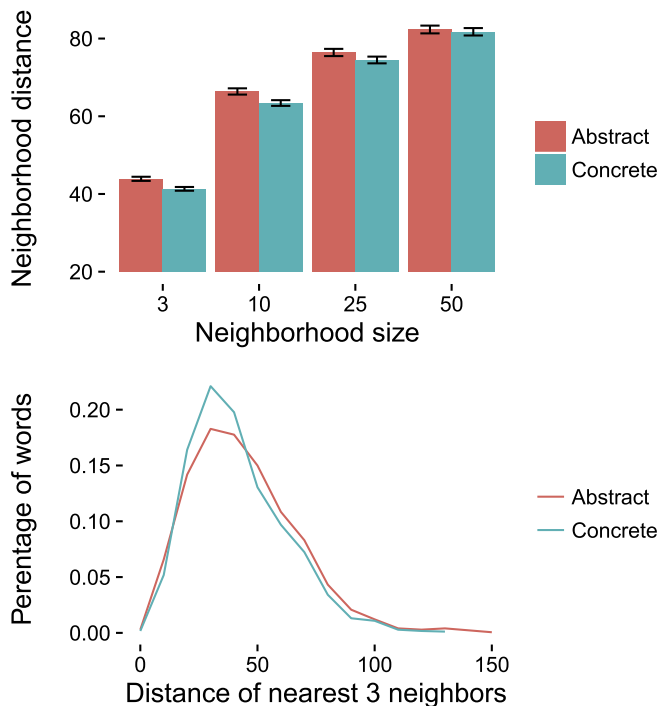 Neighborhood distance
80
60
40
20
3
10
25
50
Neighborhood size
Abstract
Concrete
Perentage of words
0.20
0.15
0.10
0.05
0.00
0
50
100
150
Distance of nearest 3 neighbors
Abstract
Concrete